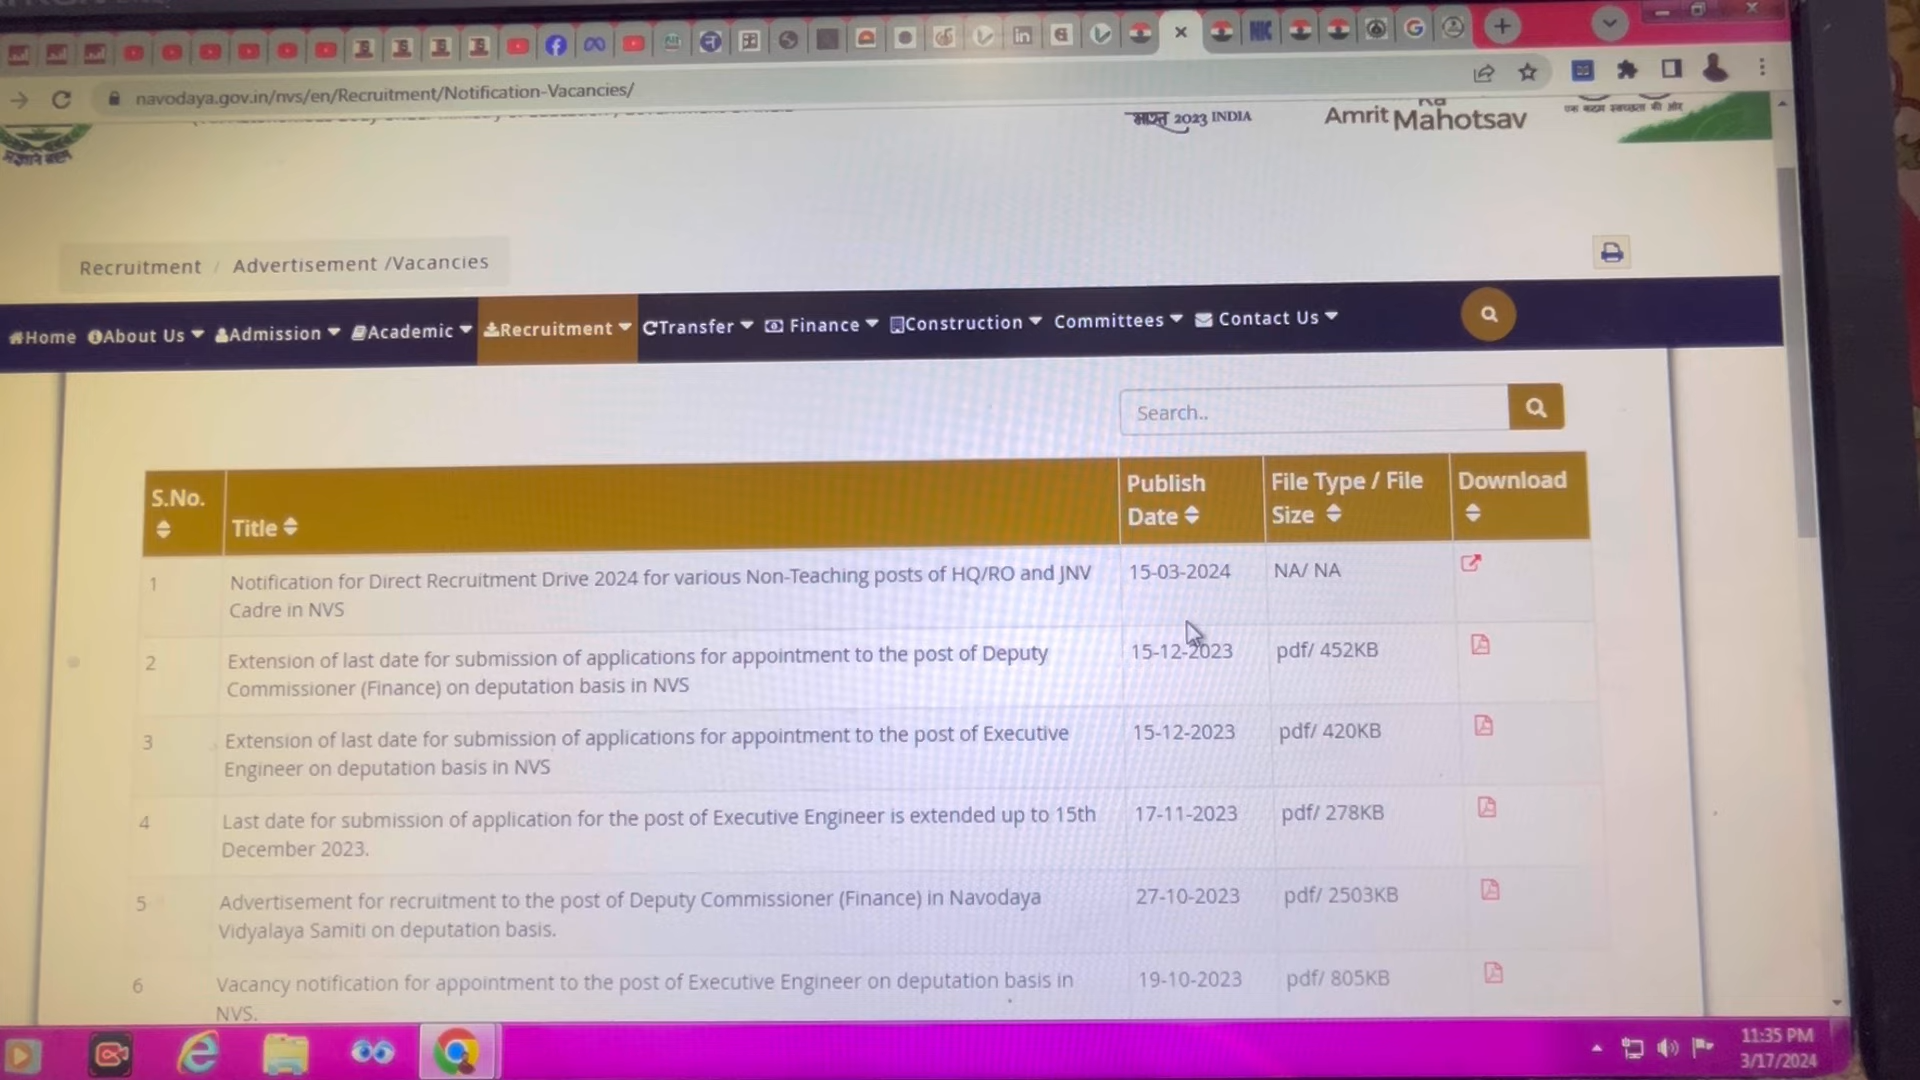 navodaya.gov.in/nvs/en/Recruitment/Notification-Vacancies/
2023 INDIA
Amrit Mahotsav
एक कदम स्वच्छता की ओर
Recruitment / Advertisement /Vacancies
Home About Us Admission Academic Recruitment Transfer Finance Construction Committees Contact Us
Search..
S.No. Title Publish Date File Type / File Size Download
1 Notification for Direct Recruitment Drive 2024 for various Non-Teaching posts of HQ/RO and JNV 15-03-2024 NA/ NA
Cadre in NVS
2 Extension of last date for submission of applications for appointment to the post of Deputy 15-12-2023 pdf/ 452KB
Commissioner (Finance) on deputation basis in NVS
3 Extension of last date for submission of applications for appointment to the post of Executive 15-12-2023 pdf/ 420KB
Engineer on deputation basis in NVS
4 Last date for submission of application for the post of Executive Engineer is extended up to 15th 17-11-2023 pdf/ 278KB
December 2023.
5 Advertisement for recruitment to the post of Deputy Commissioner (Finance) in Navodaya 27-10-2023 pdf/ 2503KB
Vidyalaya Samiti on deputation basis.
6 Vacancy notification for appointment to the post of Executive Engineer on deputation basis in 19-10-2023 pdf/ 805KB
NVS.
11:35 PM
3/17/2024